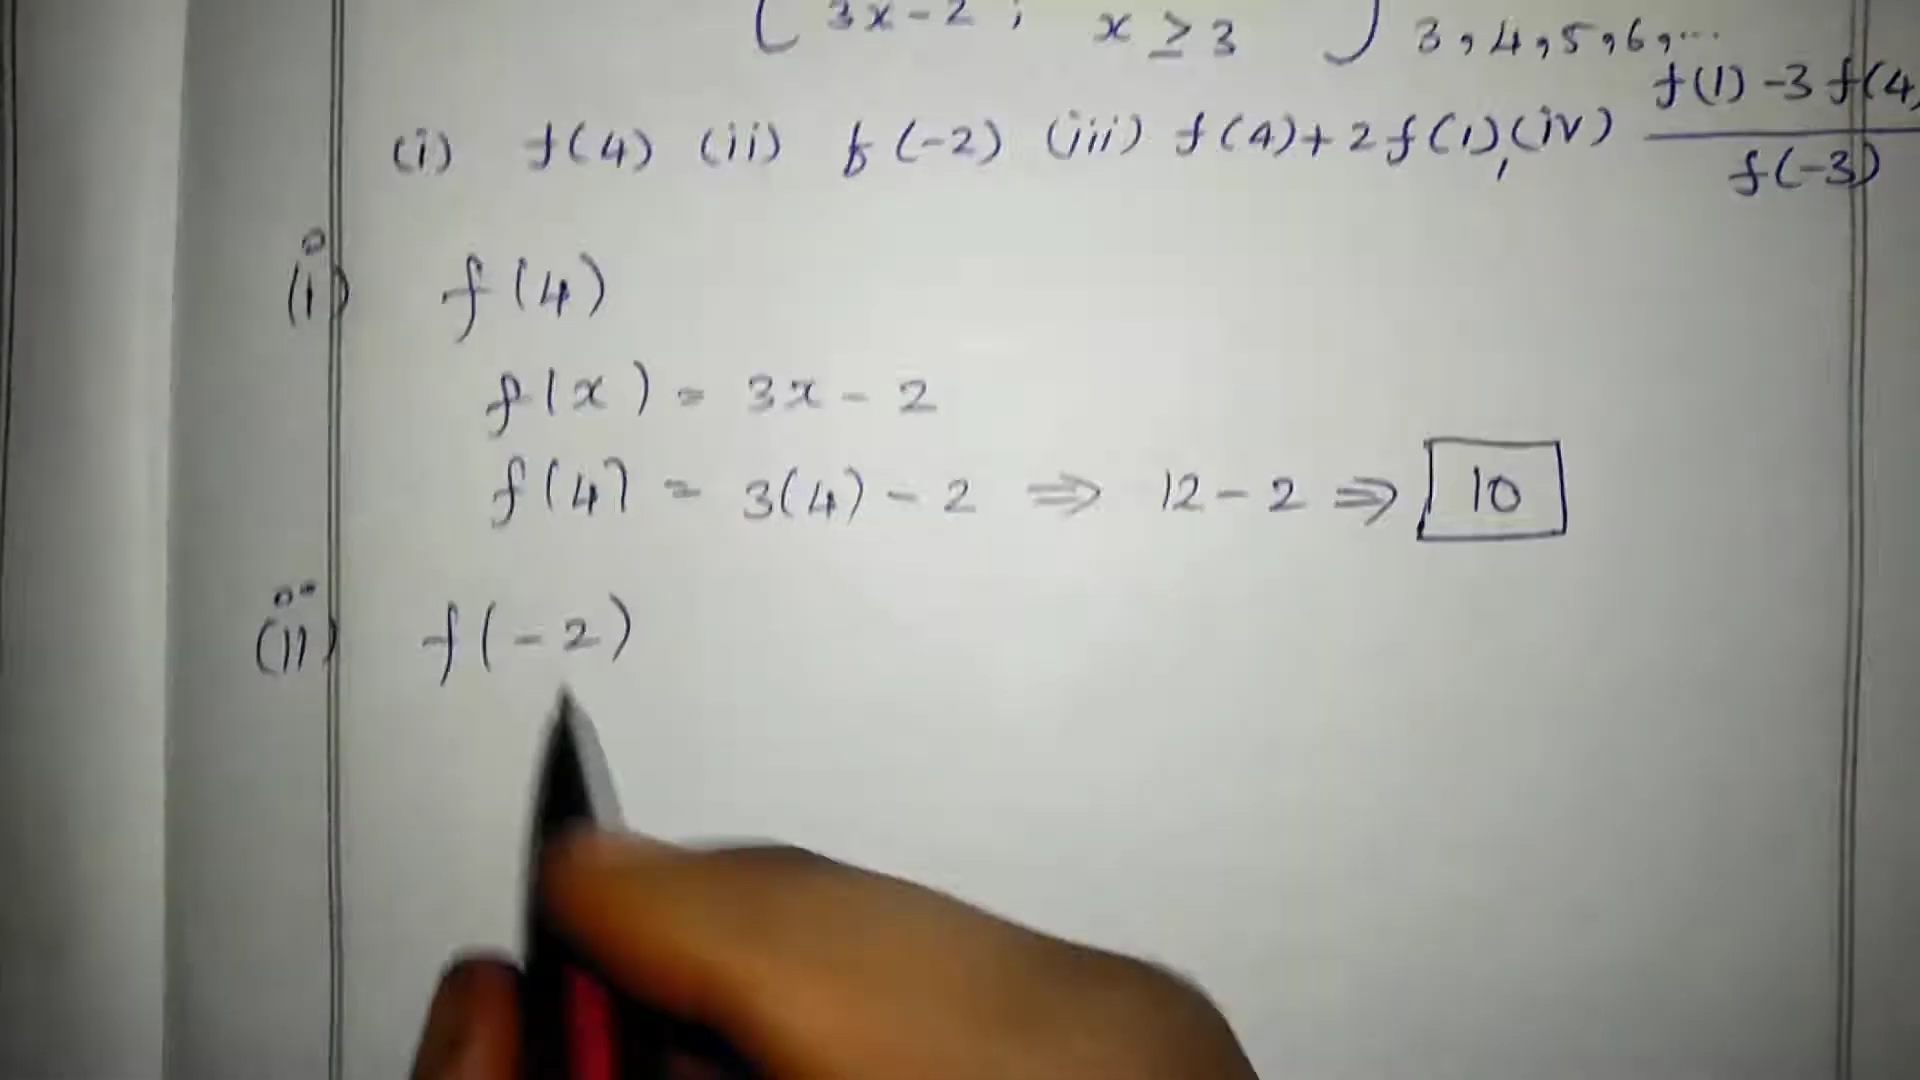 3x - 2 ; x ≥ 3 3, 4, 5, 6, ...
(i) f(4) (ii) f(-2) (iii) f(4) + 2f(1), (iv) f(1) - 3f(4) / f(-3)
(i) f(4)
f(x) = 3x - 2
f(4) = 3(4) - 2 ⇒ 12 - 2 ⇒ 10
(ii) f(-2)